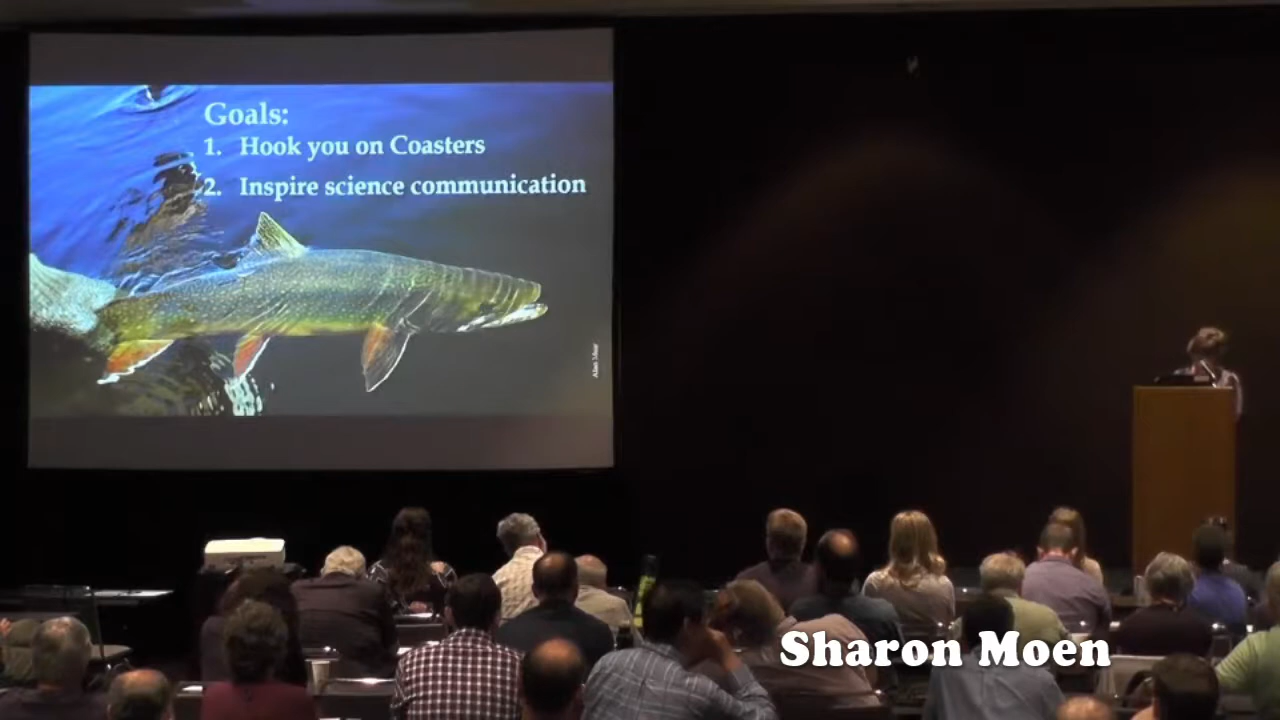 Goals:
1. Hook you on Coasters
2. Inspire science communication
Sharon Moen